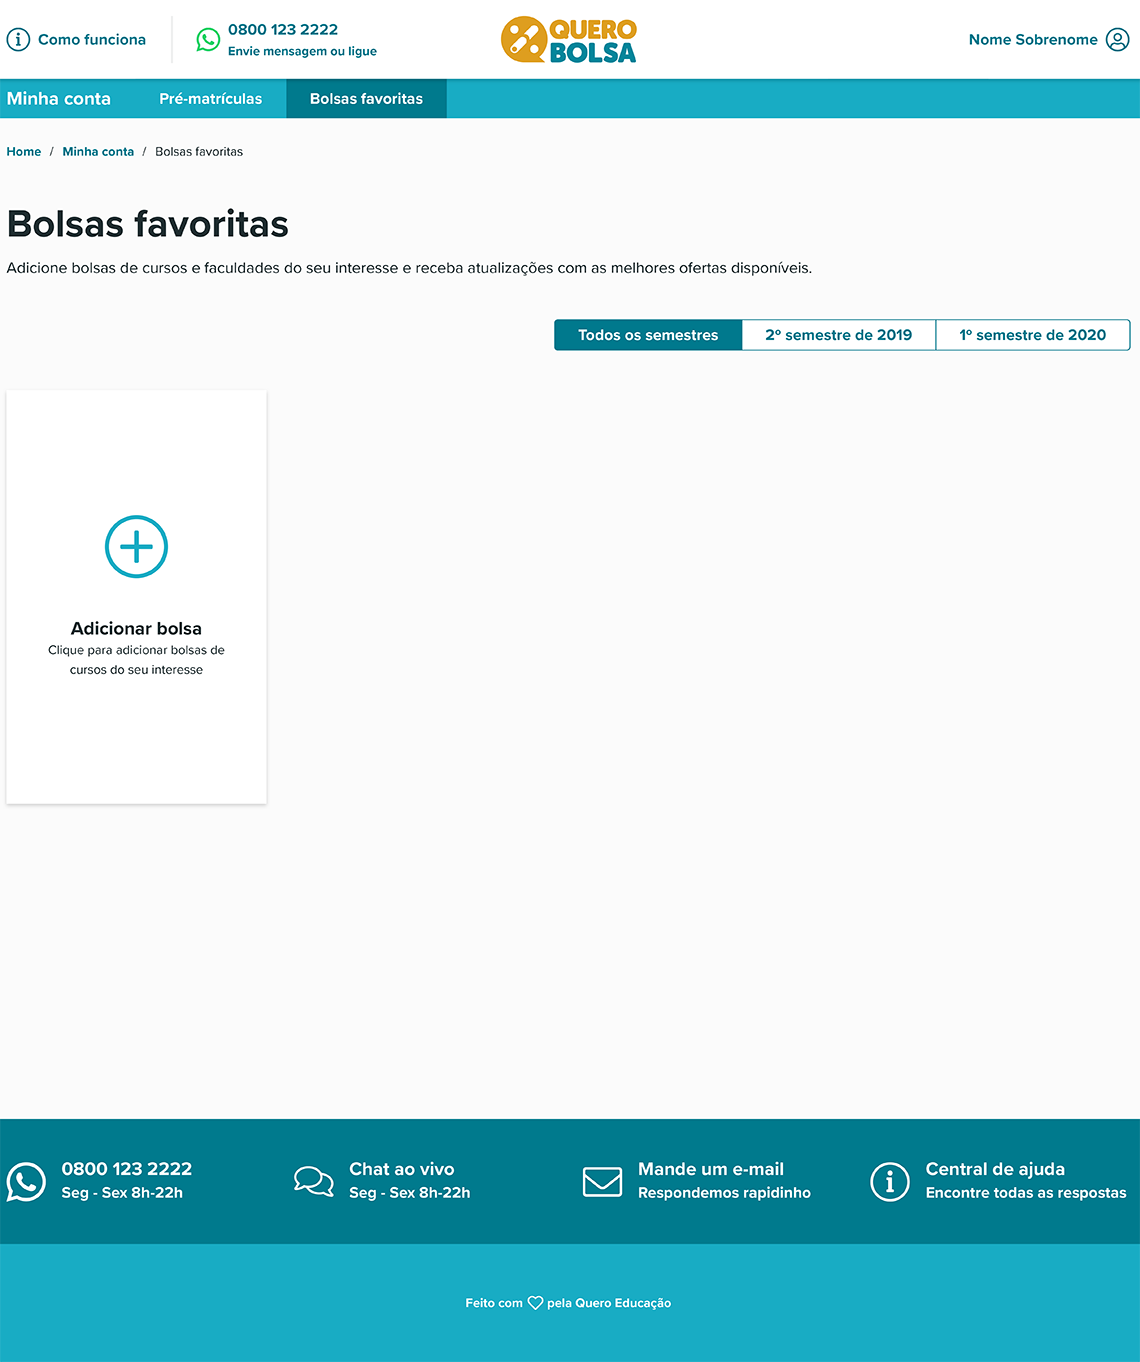 Como funciona
0800 123 2222
Envie mensagem ou ligue
QUERO
BOLSA
Nome Sobrenome
Minha conta
Pré-matrículas
Bolsas favoritas
Home / Minha conta / Bolsas favoritas
Bolsas favoritas
Adicione bolsas de cursos e faculdades do seu interesse e receba atualizações com as melhores ofertas disponíveis.
Todos os semestres
2º semestre de 2019
1º semestre de 2020
Adicionar bolsa
Clique para adicionar bolsas de
cursos do seu interesse
0800 123 2222
Seg - Sex 8h-22h
Chat ao vivo
Seg - Sex 8h-22h
Mande um e-mail
Respondemos rapidinho
Central de ajuda
Encontre todas as respostas
Feito com pela Quero Educação